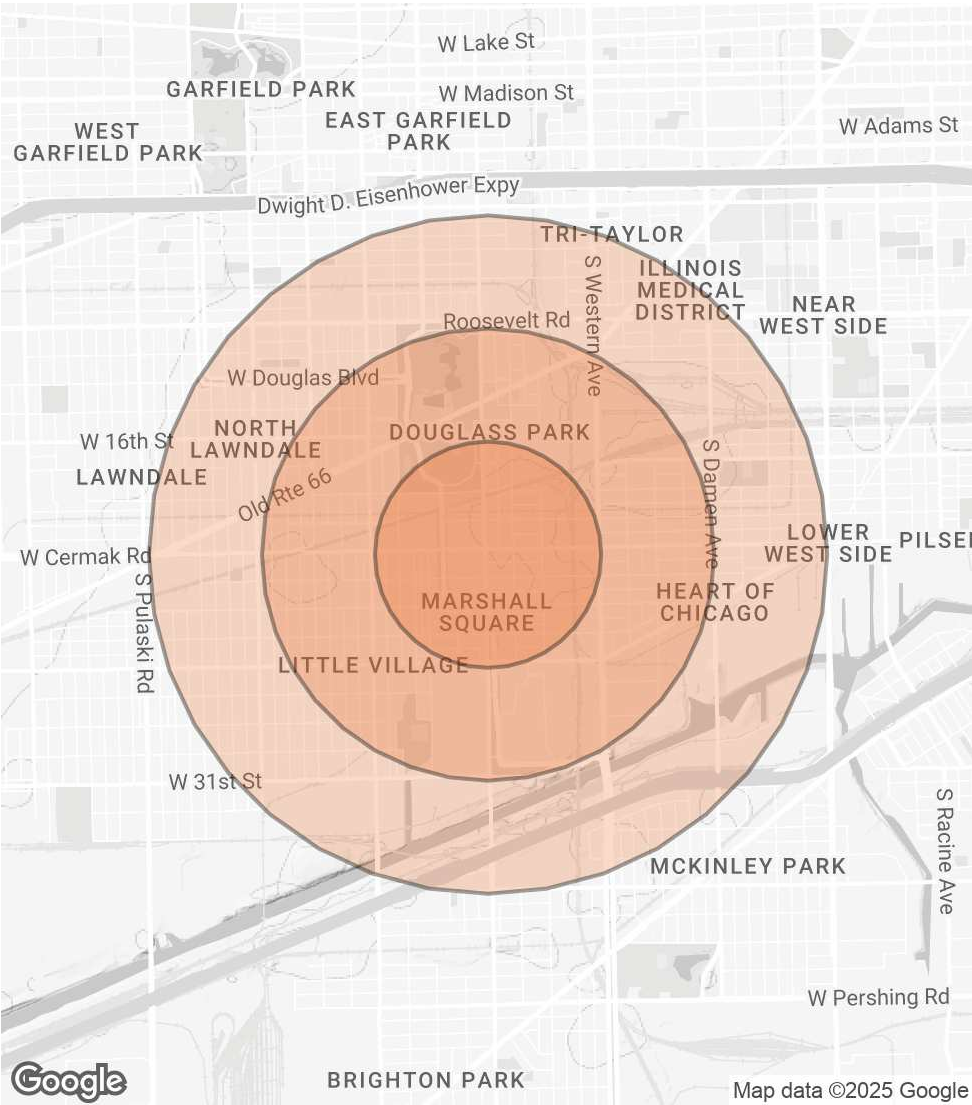 W Lake St
GARFIELD PARK
W Madison St
EAST GARFIELD
PARK
WEST
GARFIELD PARK
W Adams St
Dwight D. Eisenhower Expy
TRI-TAYLOR
S Western Ave
ILLINOIS
MEDICAL
DISTRICT
NEAR
WEST SIDE
Roosevelt Rd
W Douglas Blvd
NORTH
LAWNDALE
DOUGLASS PARK
W 16th St
LAWNDALE
Old Rte 66
S Damen Ave
LOWER
WEST SIDE
PILSE
W Cermak Rd
S Pulaski Rd
MARSHALL
SQUARE
HEART OF
CHICAGO
LITTLE VILLAGE
W 31st St
S Racine Ave
MCKINLEY PARK
W Pershing Rd
BRIGHTON PARK
Google
Map data ©2025 Google